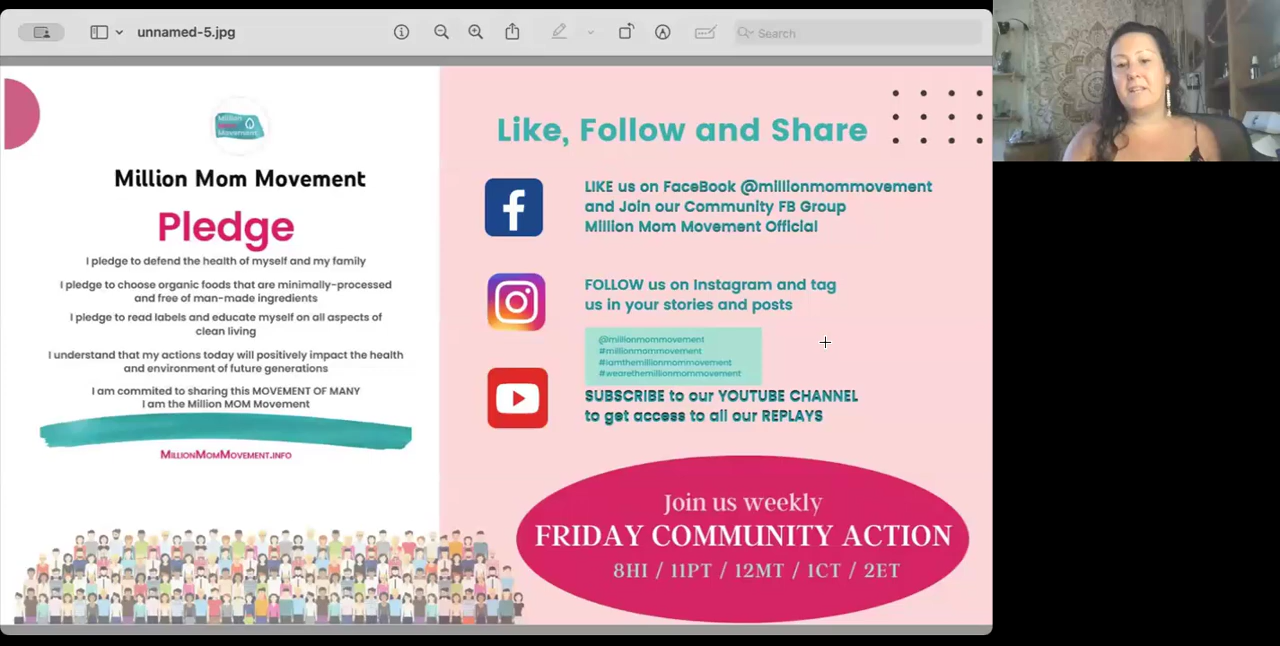 unnamed-5.jpg
Search
Million
Mom
Movement
Million Mom Movement
Pledge
I pledge to defend the health of myself and my family
I pledge to choose organic foods that are minimally-processed
and free of man-made ingredients
I pledge to read labels and educate myself on all aspects of
clean living
I understand that my actions today will positively impact the health
and environment of future generations
I am commited to sharing this MOVEMENT OF MANY
I am the Million MOM Movement
MillionMomMovement.info
Like, Follow and Share
LIKE us on FaceBook @millionmommovement
and Join our Community FB Group
Million Mom Movement Official
FOLLOW us on Instagram and tag
us in your stories and posts
@millionmommovement
#millionmommovement
#iamthemillionmommovement
#wearethemillionmommovement
SUBSCRIBE to our YOUTUBE CHANNEL
to get access to all our REPLAYS
Join us weekly
FRIDAY COMMUNITY ACTION
8HI / 11PT / 12MT / 1CT / 2ET